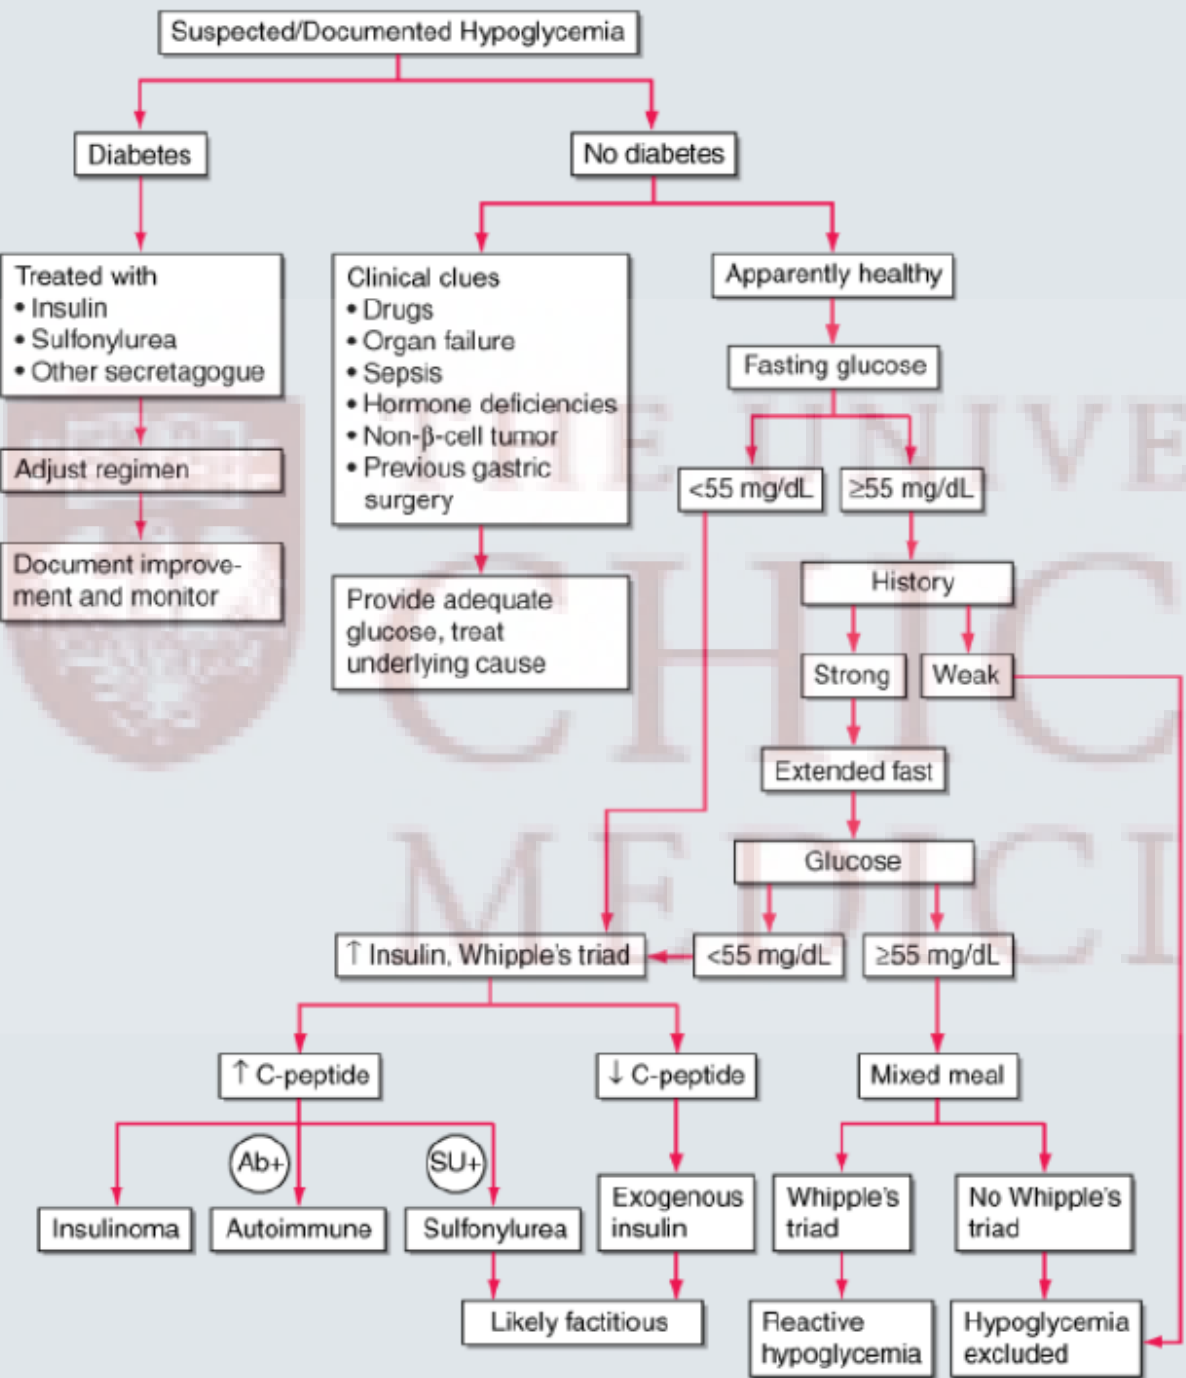 Suspected/Documented Hypoglycemia
Diabetes
No diabetes
Treated with
• Insulin
• Sulfonylurea
• Other secretagogue
Clinical clues
• Drugs
• Organ failure
• Sepsis
• Hormone deficiencies
• Non-β-cell tumor
• Previous gastric
surgery
Apparently healthy
Fasting glucose
Adjust regimen
<55 mg/dL
≥55 mg/dL
Document improve-
ment and monitor
Provide adequate
glucose, treat
underlying cause
History
Strong
Weak
Extended fast
Glucose
↑ Insulin, Whipple's triad
<55 mg/dL
≥55 mg/dL
↑ C-peptide
↓ C-peptide
Mixed meal
Ab+
SU+
Insulinoma
Autoimmune
Sulfonylurea
Exogenous
insulin
Whipple's
triad
No Whipple's
triad
Likely factitious
Reactive
hypoglycemia
Hypoglycemia
excluded
THE UNIVE
CHIC
MEDICI